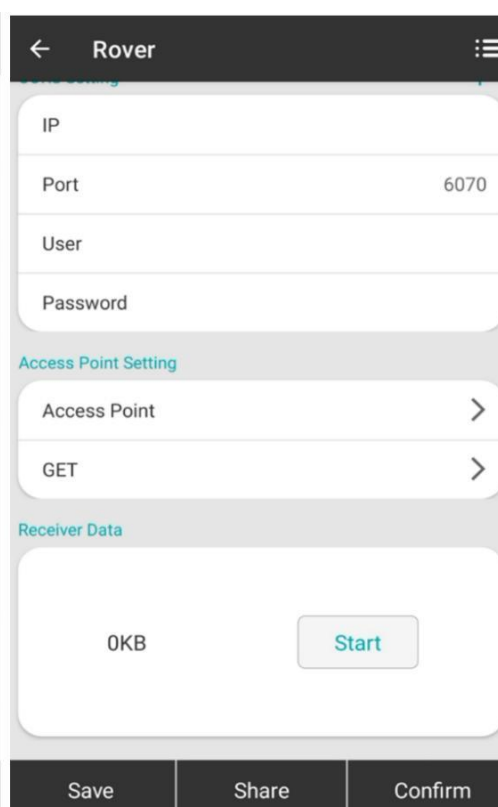 Rover
IP
Port 6070
User
Password
Access Point Setting
Access Point
GET
Receiver Data
0KB Start
Save Share Confirm